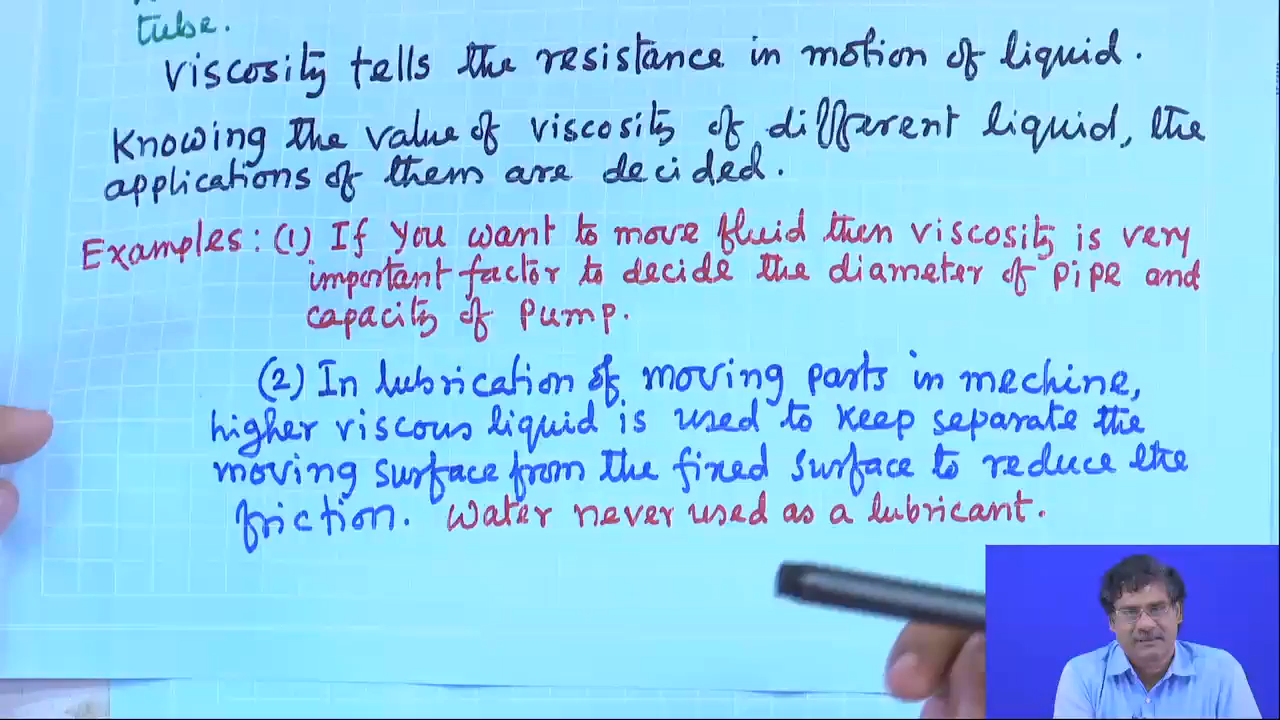 tube.
Viscosity tells the resistance in motion of liquid.
Knowing the value of viscosity of different liquid, the
applications of them are decided.
Examples: (1) If you want to move fluid then viscosity is very
important factor to decide the diameter of pipe and
capacity of pump.
(2) In lubrication of moving parts in mechine,
higher viscous liquid is used to keep separate the
moving surface from the fixed surface to reduce the
friction. Water never used as a lubricant.